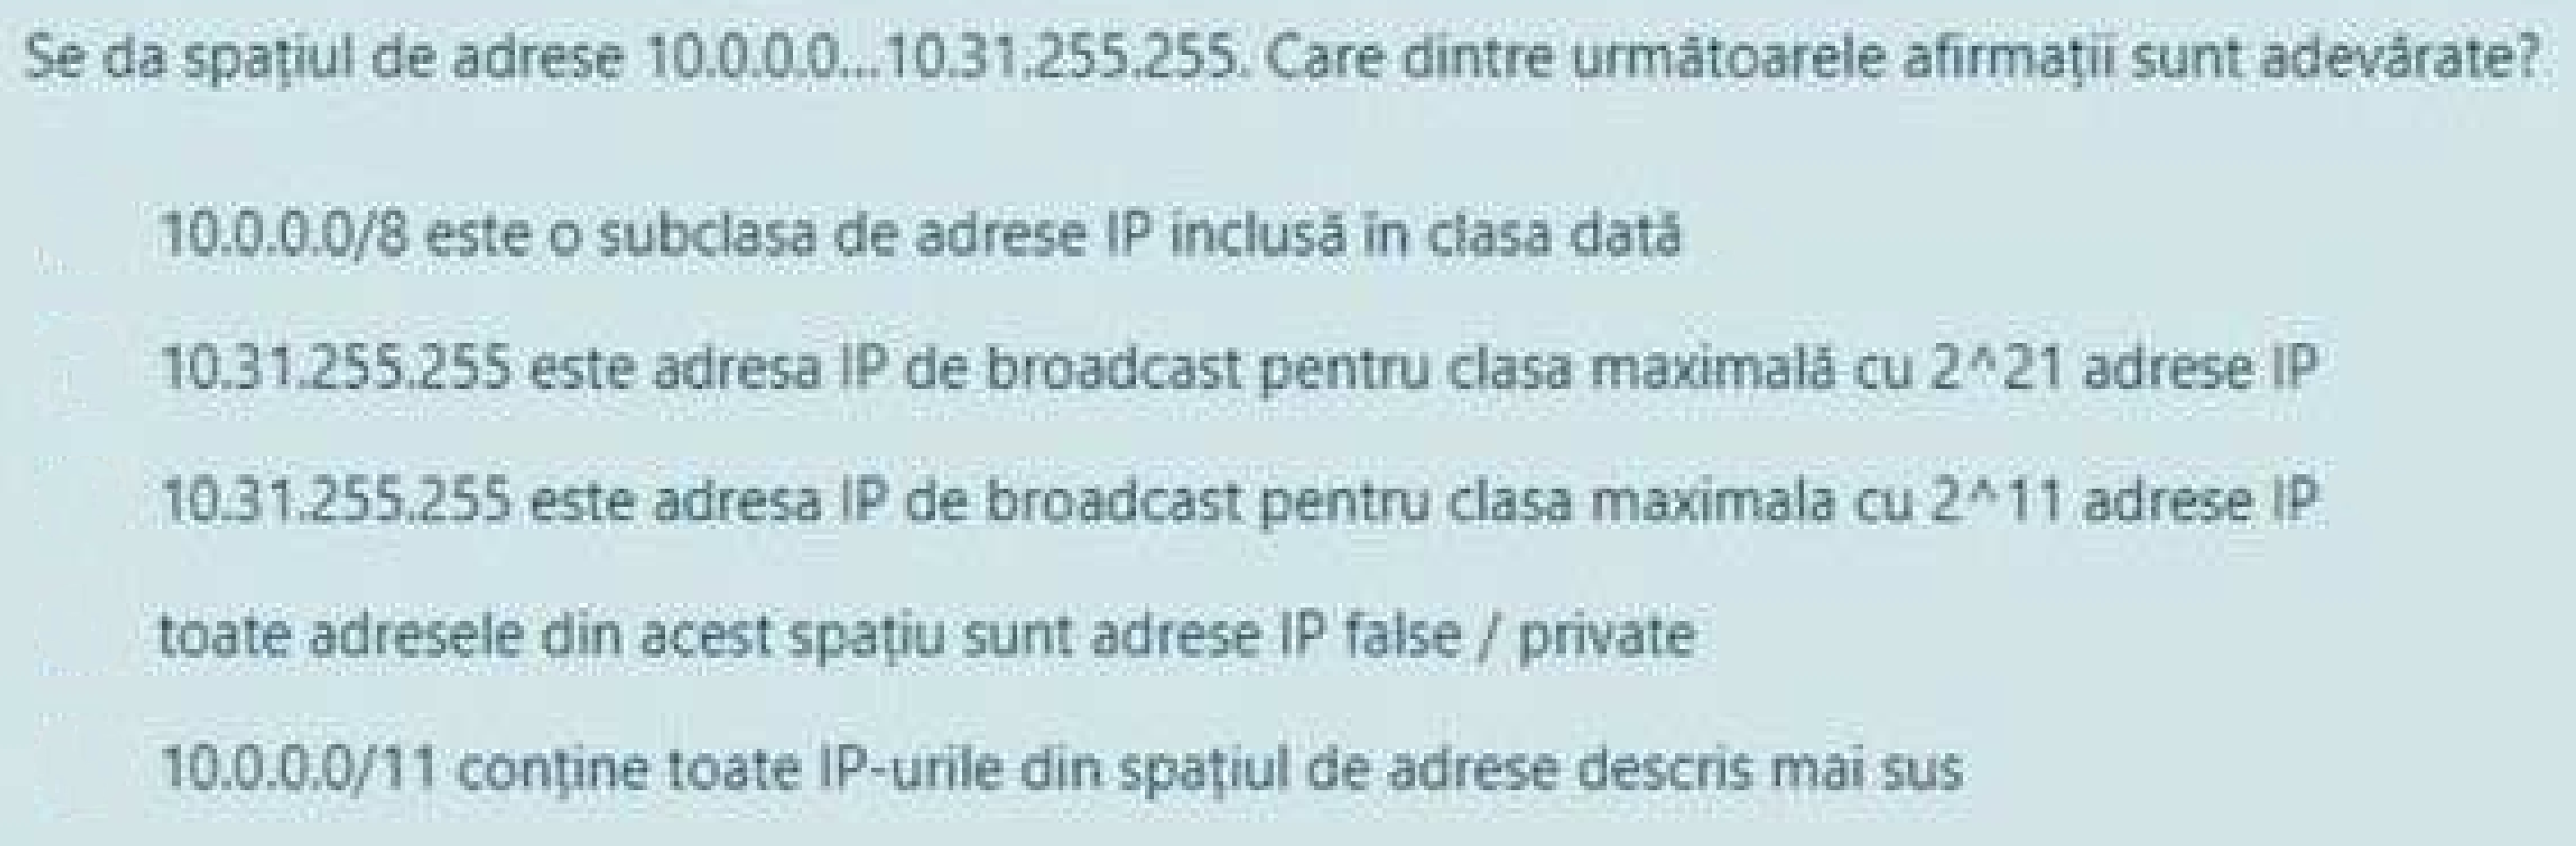 Se da spațiul de adrese 10.0.0.0...10.31.255.255. Care dintre următoarele afirmații sunt adevărate?
10.0.0.0/8 este o subclasa de adrese IP inclusă în clasa dată
10.31.255.255 este adresa IP de broadcast pentru clasa maximală cu 2^21 adrese IP
10.31.255.255 este adresa IP de broadcast pentru clasa maximala cu 2^11 adrese IP
toate adresele din acest spațiu sunt adrese IP false / private
10.0.0.0/11 conține toate IP-urile din spațiul de adrese descris mai sus